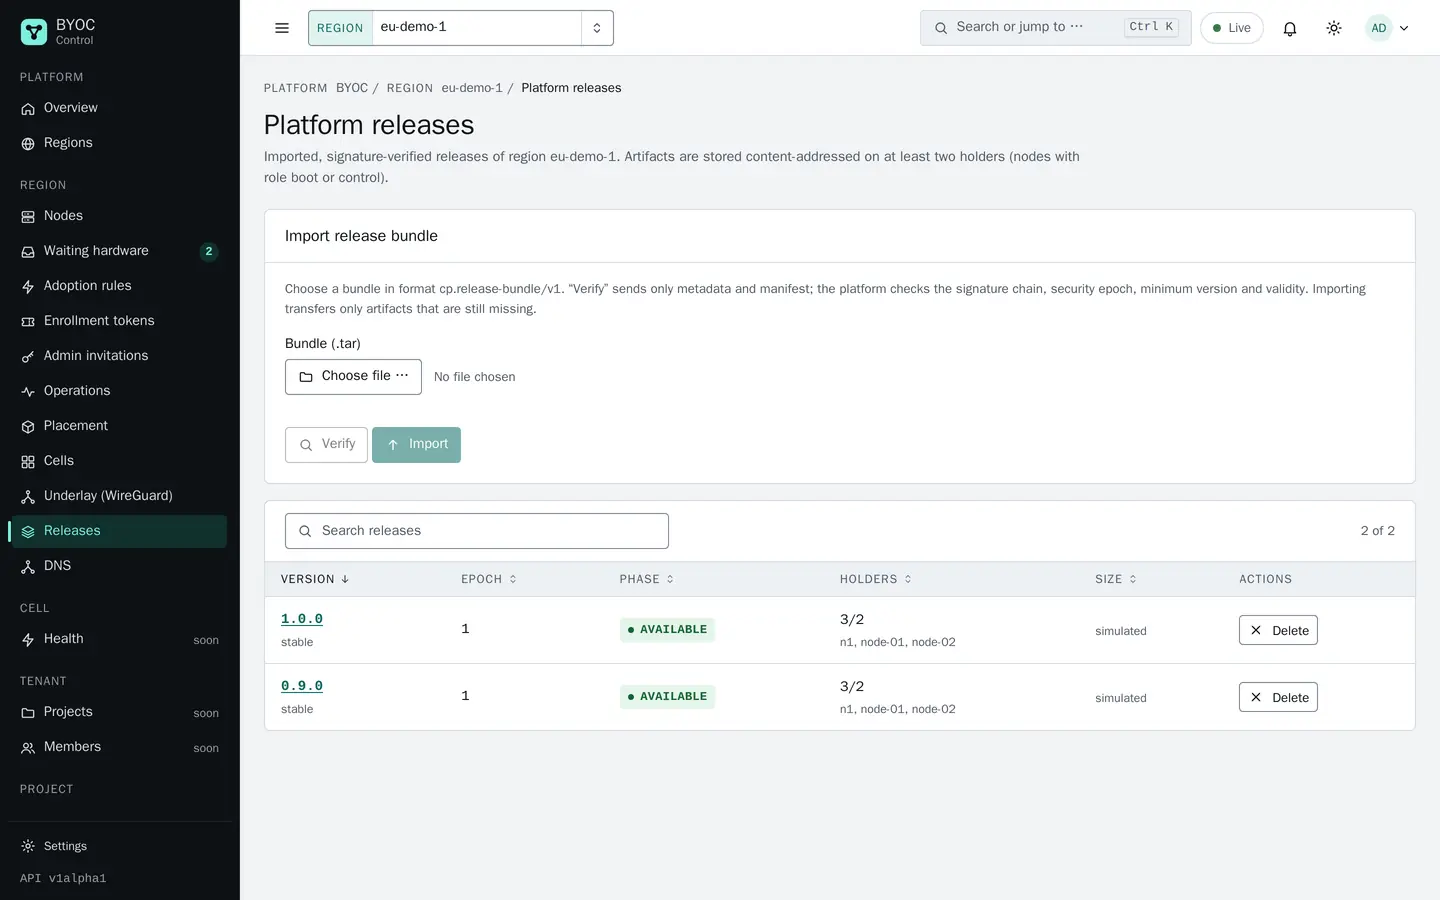 BYOC
Control
PLATFORM
Overview
Regions
REGION
Nodes
Waiting hardware 2
Adoption rules
Enrollment tokens
Admin invitations
Operations
Placement
Cells
Underlay (WireGuard)
Releases
DNS
CELL
Health soon
TENANT
Projects soon
Members soon
PROJECT
Settings
API v1alpha1
REGION eu-demo-1
Search or jump to ··· Ctrl K
Live
AD
PLATFORM BYOC / REGION eu-demo-1 / Platform releases
Platform releases
Imported, signature-verified releases of region eu-demo-1. Artifacts are stored content-addressed on at least two holders (nodes with
role boot or control).
Import release bundle
Choose a bundle in format cp.release-bundle/v1. “Verify” sends only metadata and manifest; the platform checks the signature chain, security epoch, minimum version and validity. Importing
transfers only artifacts that are still missing.
Bundle (.tar)
Choose file ··· No file chosen
Verify Import
Search releases 2 of 2
VERSION EPOCH PHASE HOLDERS SIZE ACTIONS
1.0.0 1 AVAILABLE 3/2 simulated Delete
stable n1, node-01, node-02
0.9.0 1 AVAILABLE 3/2 simulated Delete
stable n1, node-01, node-02